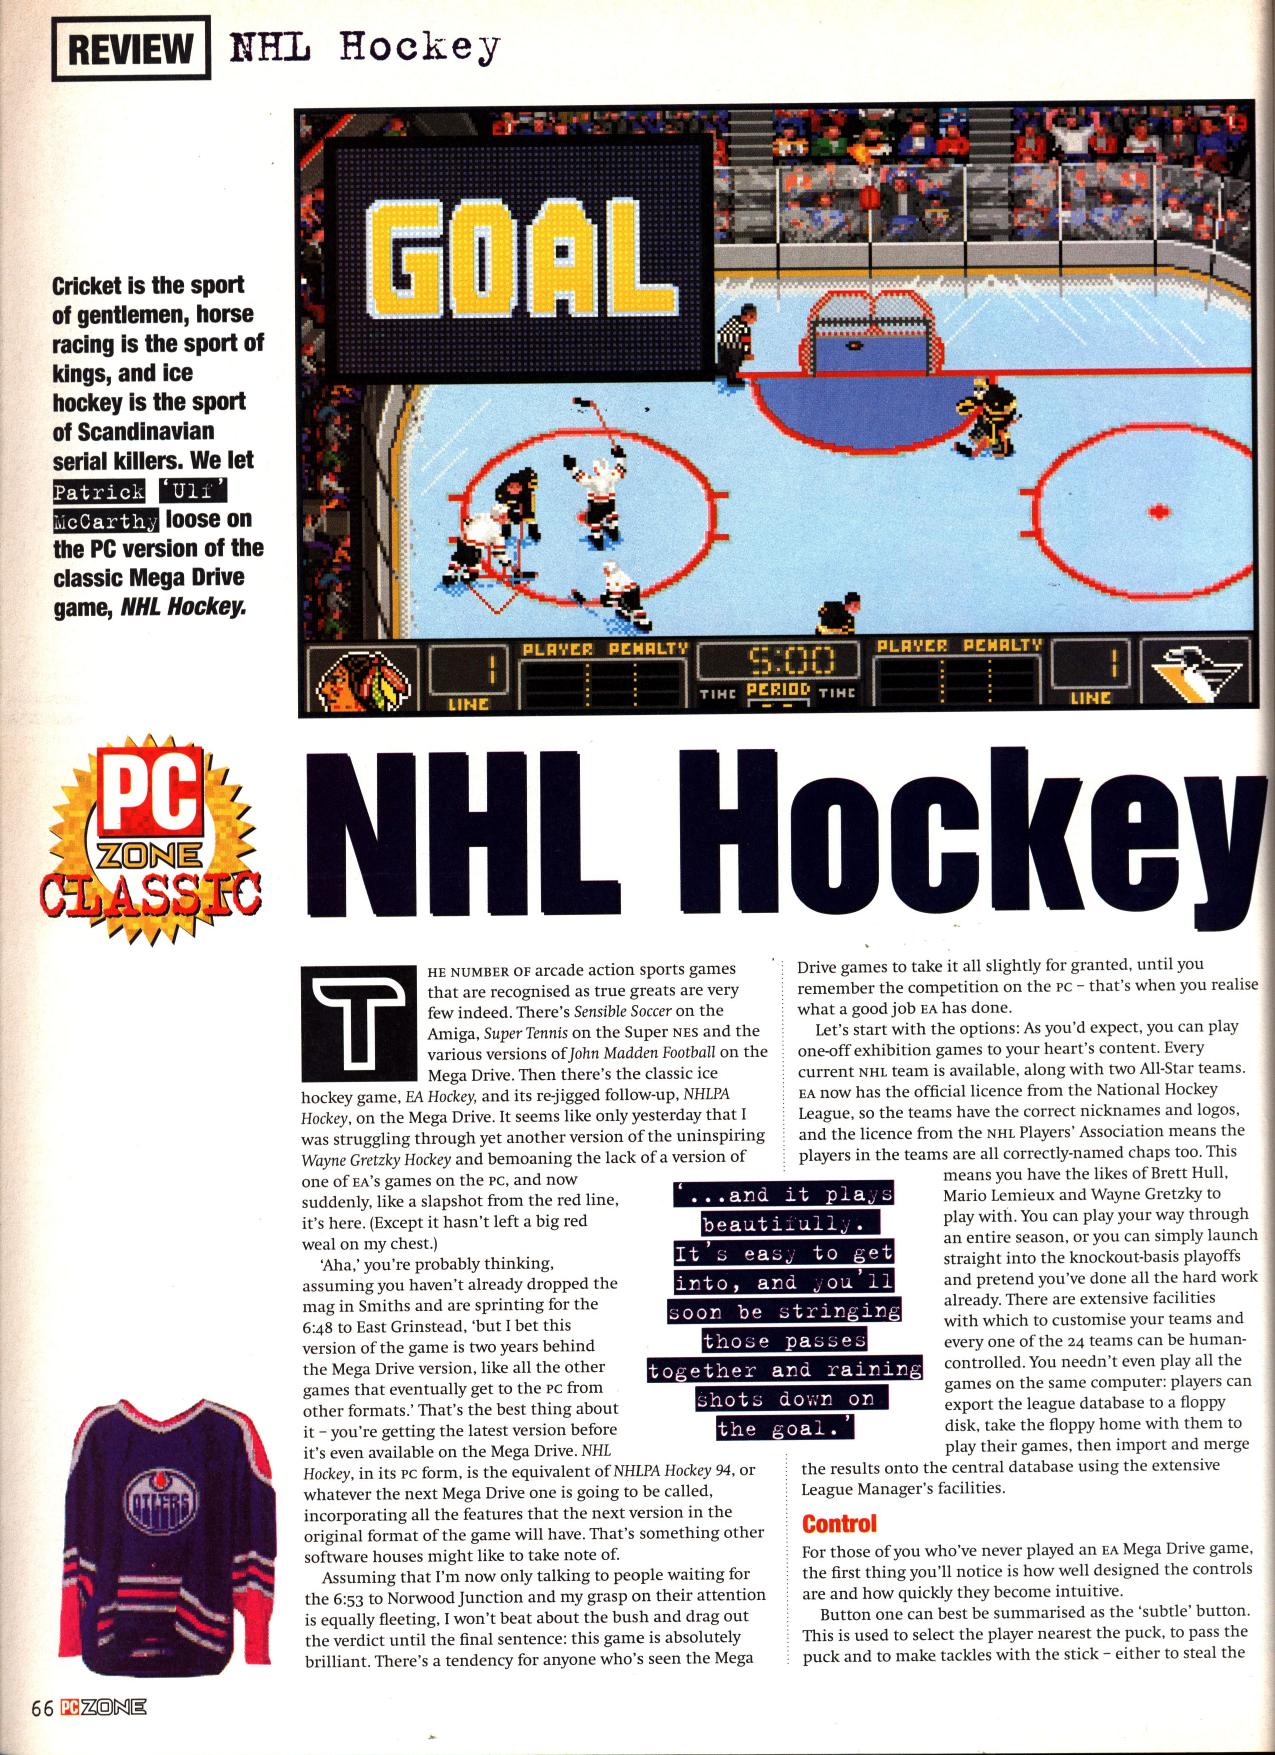 REVIEW NHL Hockey
Cricket is the sport
of gentlemen, horse
racing is the sport of
kings, and ice
hockey is the sport
of Scandinavian
serial killers. We let
Patrick 'Ulf'
McCarthy loose on
the PC version of the
classic Mega Drive
game, NHL Hockey.
GOAL
1
LINE
PLAYER PENALTY
5:00
TIME PERIOD TIME
PLAYER PENALTY
1
LINE
PC
ZONE
CLASSIC
NHL Hockey
THE NUMBER OF arcade action sports games
that are recognised as true greats are very
few indeed. There's Sensible Soccer on the
Amiga, Super Tennis on the Super NES and the
various versions of John Madden Football on the
Mega Drive. Then there's the classic ice
hockey game, EA Hockey, and its re-jigged follow-up, NHLPA
Hockey, on the Mega Drive. It seems like only yesterday that I
was struggling through yet another version of the uninspiring
Wayne Gretzky Hockey and bemoaning the lack of a version of
one of EA's games on the PC, and now
suddenly, like a slapshot from the red line,
it's here. (Except it hasn't left a big red
weal on my chest.)
'Aha,' you're probably thinking,
assuming you haven't already dropped the
mag in Smiths and are sprinting for the
6:48 to East Grinstead, 'but I bet this
version of the game is two years behind
the Mega Drive version, like all the other
games that eventually get to the PC from
other formats.' That's the best thing about
it – you're getting the latest version before
it's even available on the Mega Drive. NHL
Hockey, in its PC form, is the equivalent of NHLPA Hockey 94, or
whatever the next Mega Drive one is going to be called,
incorporating all the features that the next version in the
original format of the game will have. That's something other
software houses might like to take note of.
Assuming that I'm now only talking to people waiting for
the 6:53 to Norwood Junction and my grasp on their attention
is equally fleeting, I won't beat about the bush and drag out
the verdict until the final sentence: this game is absolutely
brilliant. There's a tendency for anyone who's seen the Mega
'...and it plays
beautifully.
It's easy to get
into, and you'll
soon be stringing
those passes
together and raining
shots down on
the goal.'
Drive games to take it all slightly for granted, until you
remember the competition on the PC – that's when you realise
what a good job EA has done.
Let's start with the options: As you'd expect, you can play
one-off exhibition games to your heart's content. Every
current NHL team is available, along with two All-Star teams.
EA now has the official licence from the National Hockey
League, so the teams have the correct nicknames and logos,
and the licence from the NHL Players' Association means the
players in the teams are all correctly-named chaps too. This
means you have the likes of Brett Hull,
Mario Lemieux and Wayne Gretzky to
play with. You can play your way through
an entire season, or you can simply launch
straight into the knockout-basis playoffs
and pretend you've done all the hard work
already. There are extensive facilities
with which to customise your teams and
every one of the 24 teams can be human-
controlled. You needn't even play all the
games on the same computer: players can
export the league database to a floppy
disk, take the floppy home with them to
play their games, then import and merge
the results onto the central database using the extensive
League Manager's facilities.
Control
For those of you who've never played an EA Mega Drive game,
the first thing you'll notice is how well designed the controls
are and how quickly they become intuitive.
Button one can best be summarised as the 'subtle' button.
This is used to select the player nearest the puck, to pass the
puck and to make tackles with the stick – either to steal the
OILERS
66 PC ZONE